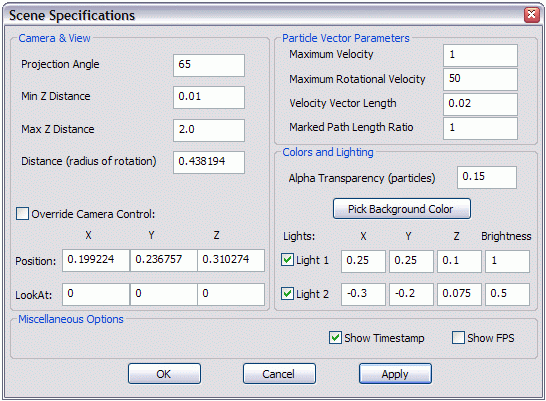 Scene Specifications
Camera & View
Projection Angle 65
Min Z Distance 0.01
Max Z Distance 2.0
Distance (radius of rotation) 0.438194
Override Camera Control:
X Y Z
Position: 0.199224 0.236757 0.310274
LookAt: 0 0 0
Particle Vector Parameters
Maximum Velocity 1
Maximum Rotational Velocity 50
Velocity Vector Length 0.02
Marked Path Length Ratio 1
Colors and Lighting
Alpha Transparency (particles) 0.15
Pick Background Color
Lights: X Y Z Brightness
Light 1 0.25 0.25 0.1 1
Light 2 -0.3 -0.2 0.075 0.5
Miscellaneous Options
Show Timestamp Show FPS
OK Cancel Apply